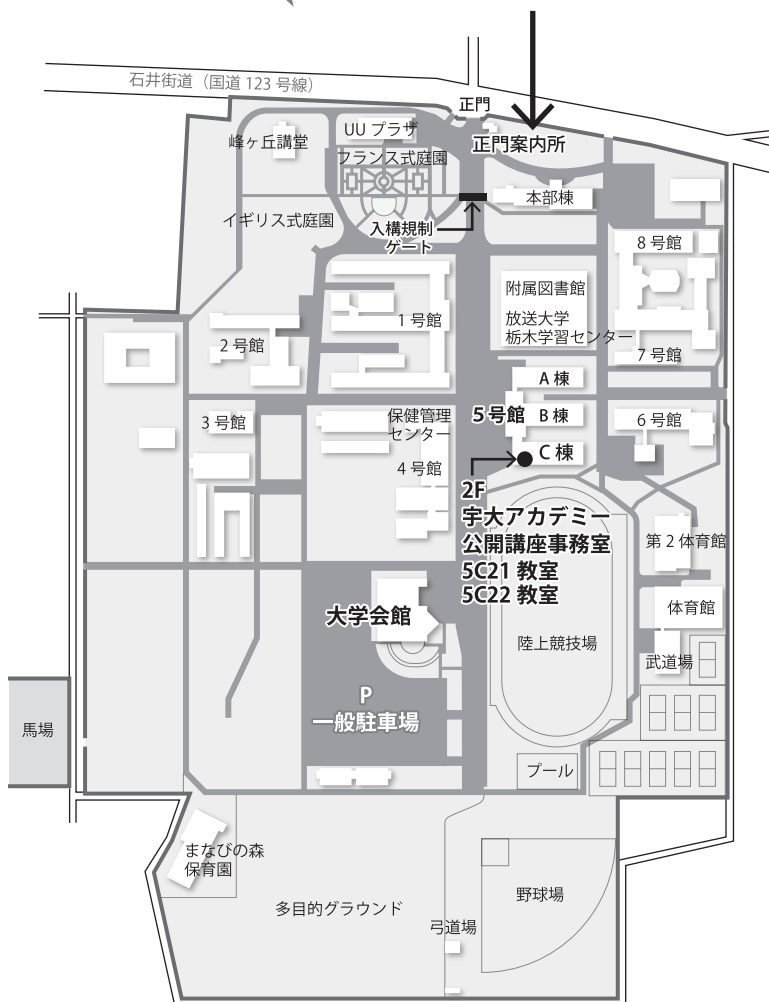 石井街道（国道 123 号線）
正門
正門案内所
UU プラザ
峰ヶ丘講堂
フランス式庭園
本部棟
イギリス式庭園
入構規制
ゲート
8 号館
附属図書館
放送大学
栃木学習センター
1 号館
2 号館
7 号館
A 棟
5 号館
B 棟
C 棟
6 号館
3 号館
保健管理
センター
4 号館
2F
宇大アカデミー
公開講座事務室
5C21 教室
5C22 教室
第 2 体育館
体育館
大学会館
陸上競技場
武道場
P
一般駐車場
馬場
プール
まなびの森
保育園
多目的グラウンド
野球場
弓道場